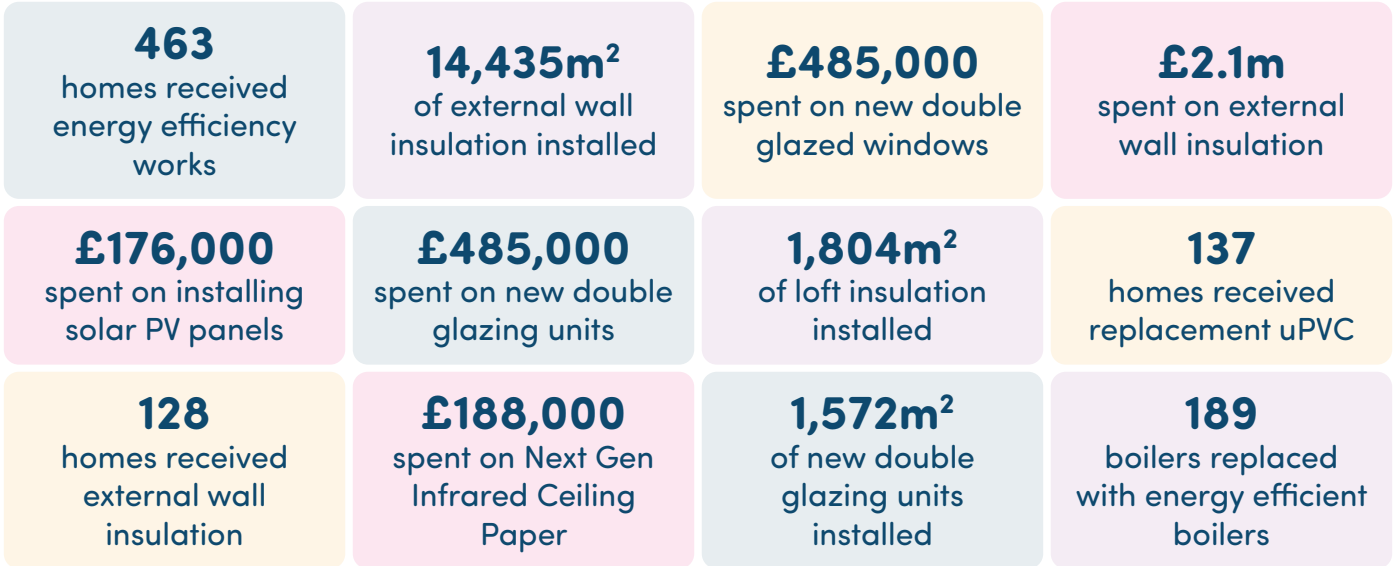 463
homes received
energy efficiency
works
14,435m²
of external wall
insulation installed
£485,000
spent on new double
glazed windows
£2.1m
spent on external
wall insulation
£176,000
spent on installing
solar PV panels
£485,000
spent on new double
glazing units
1,804m²
of loft insulation
installed
137
homes received
replacement uPVC
128
homes received
external wall
insulation
£188,000
spent on Next Gen
Infrared Ceiling
Paper
1,572m²
of new double
glazing units
installed
189
boilers replaced
with energy efficient
boilers